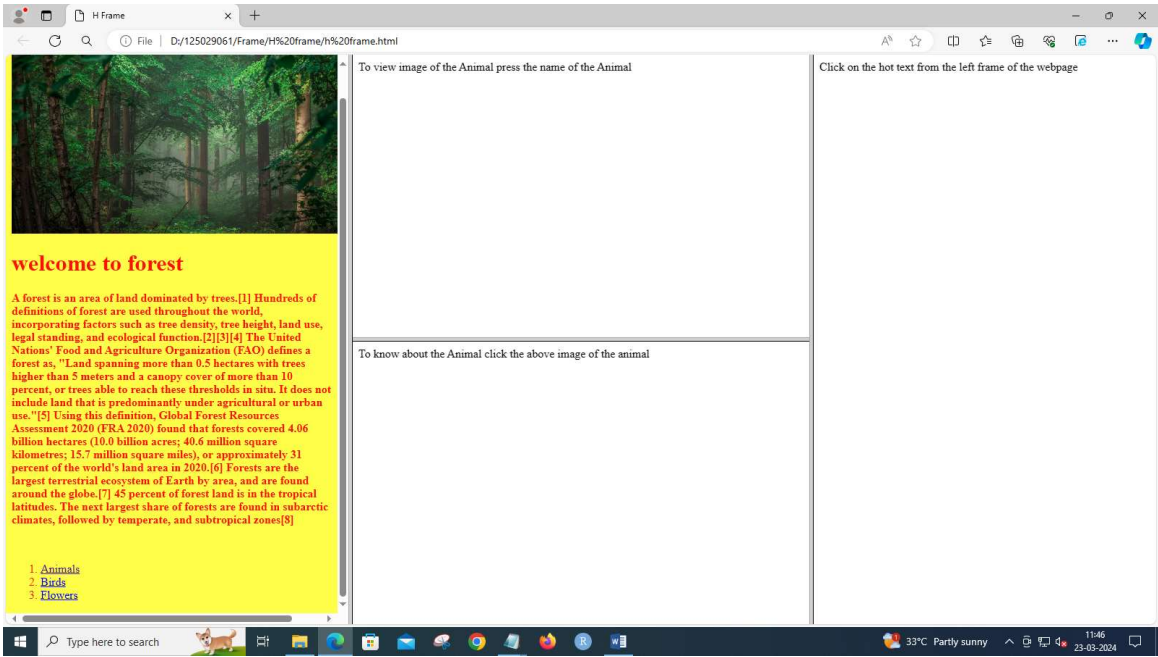 H Frame
File | D:/125029061/Frame/H%20frame/h%20frame.html
welcome to forest
A forest is an area of land dominated by trees.[1] Hundreds of
definitions of forest are used throughout the world,
incorporating factors such as tree density, tree height, land use,
legal standing, and ecological function.[2][3][4] The United
Nations' Food and Agriculture Organization (FAO) defines a
forest as, "Land spanning more than 0.5 hectares with trees
higher than 5 meters and a canopy cover of more than 10
percent, or trees able to reach these thresholds in situ. It does not
include land that is predominantly under agricultural or urban
use."[5] Using this definition, Global Forest Resources
Assessment 2020 (FRA 2020) found that forests covered 4.06
billion hectares (10.0 billion acres; 40.6 million square
kilometres; 15.7 million square miles), or approximately 31
percent of the world's land area in 2020.[6] Forests are the
largest terrestrial ecosystem of Earth by area, and are found
around the globe.[7] 45 percent of forest land is in the tropical
latitudes. The next largest share of forests are found in subarctic
climates, followed by temperate, and subtropical zones[8]
1. Animals
2. Birds
3. Flowers
To view image of the Animal press the name of the Animal
To know about the Animal click the above image of the animal
Click on the hot text from the left frame of the webpage
Type here to search
33°C Partly sunny
11:46
23-03-2024